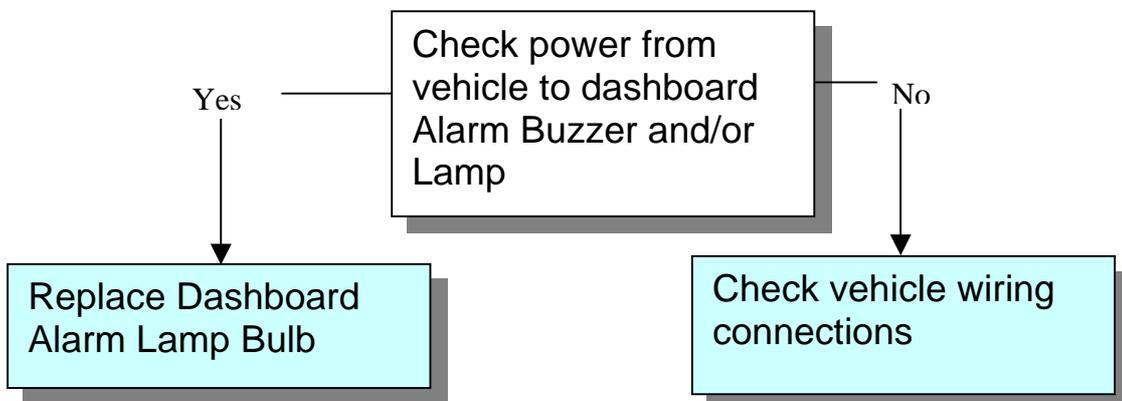 Check power from
vehicle to dashboard
Alarm Buzzer and/or
Lamp
Yes
No
Replace Dashboard
Alarm Lamp Bulb
Check vehicle wiring
connections